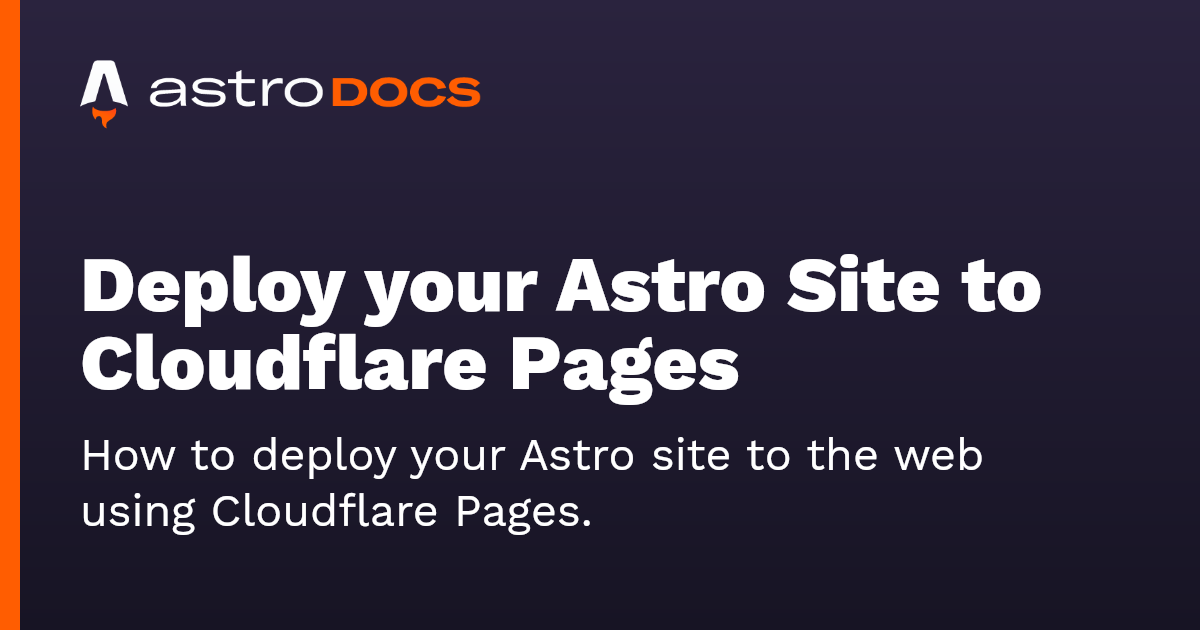 astro DOCS
Deploy your Astro Site to
Cloudflare Pages
How to deploy your Astro site to the web
using Cloudflare Pages.